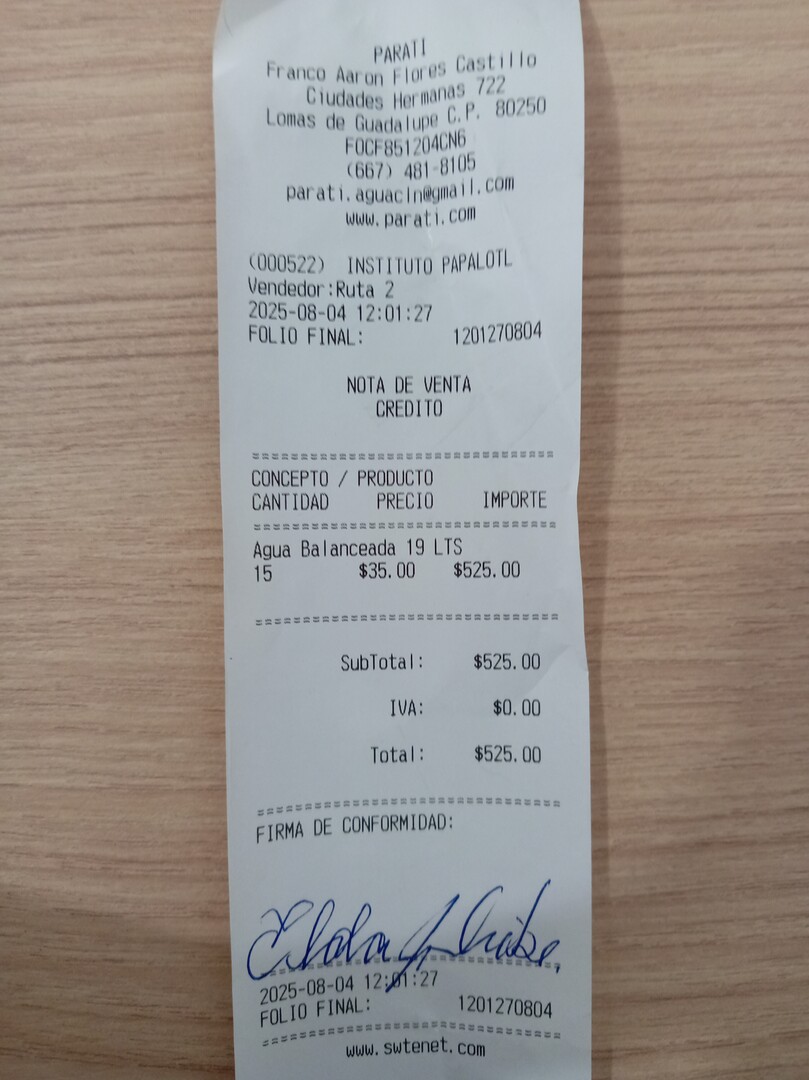 PARATI
Franco Aaron Flores Castillo
Ciudades Hermanas 722
Lomas de Guadalupe C.P. 80250
FOCF851204CN6
(667) 481-8105
parati.aguacln@gmail.com
www.parati.com
(000522) INSTITUTO PAPALOTL
Vendedor:Ruta 2
2025-08-04 12:01:27
FOLIO FINAL: 1201270804
NOTA DE VENTA
CREDITO
================================
CONCEPTO / PRODUCTO
CANTIDAD PRECIO IMPORTE
================================
Agua Balanceada 19 LTS
15 $35.00 $525.00
================================
SubTotal: $525.00
IVA: $0.00
Total: $525.00
================================
FIRMA DE CONFORMIDAD:
================================
2025-08-04 12:01:27
FOLIO FINAL: 1201270804
================================
www.swtenet.com